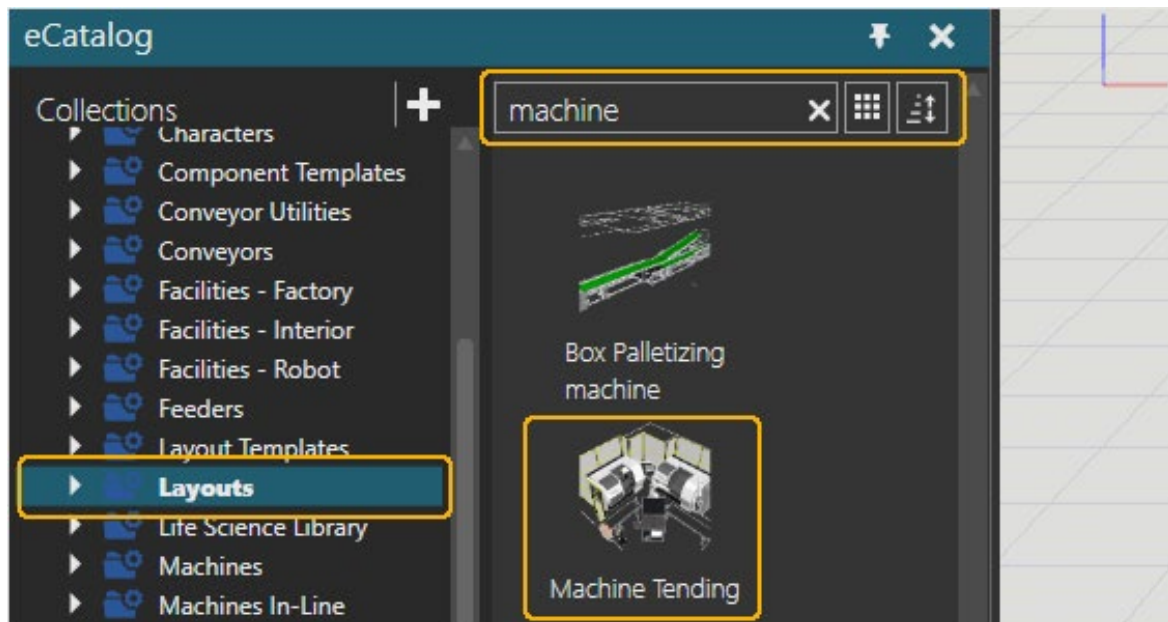 eCatalog
Collections
Characters
Component Templates
Conveyor Utilities
Conveyors
Facilities - Factory
Facilities - Interior
Facilities - Robot
Feeders
Layout Templates
Layouts
Life Science Library
Machines
Machines In-Line
machine
Box Palletizing
machine
Machine Tending